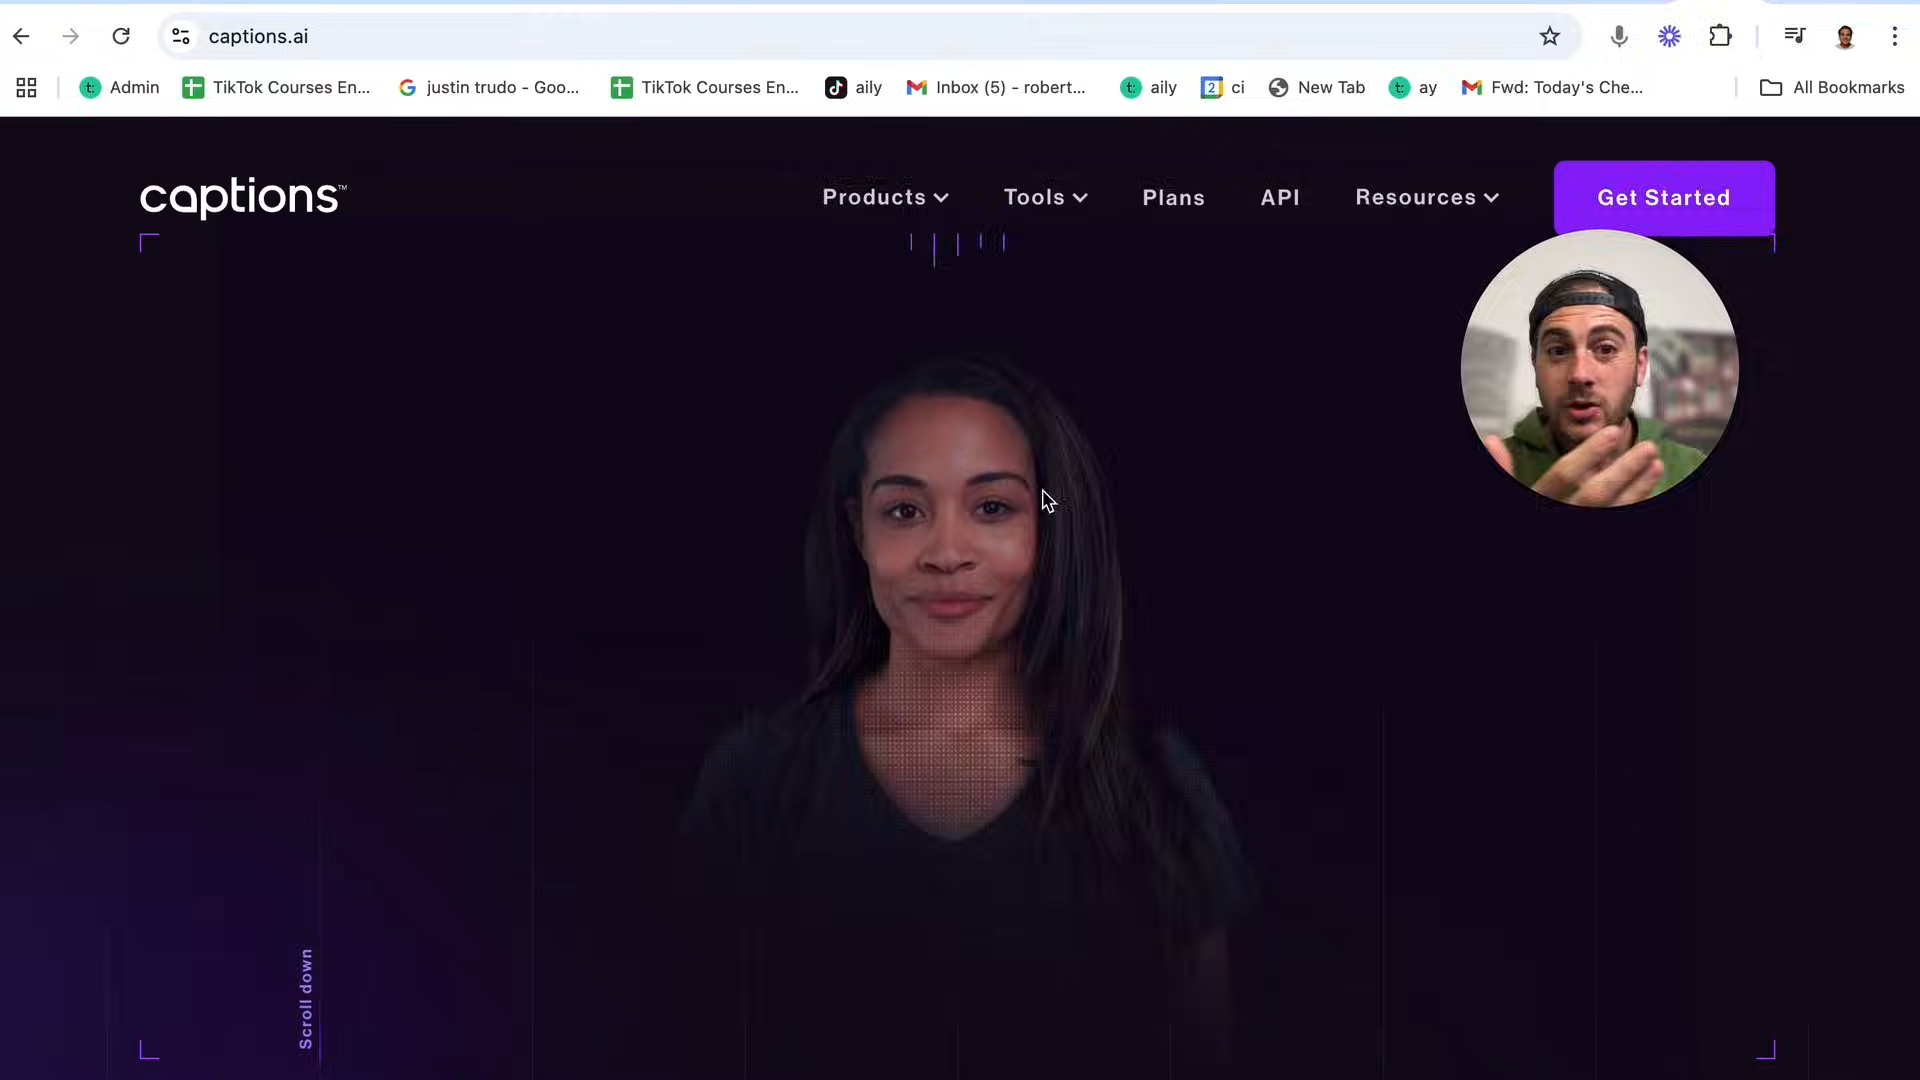 captions.ai
Admin
TikTok Courses En...
justin trudo - Goo...
TikTok Courses En...
aily
Inbox (5) - robert...
aily
2
ci
New Tab
ay
Fwd: Today's Che...
All Bookmarks
captions™
Products
Tools
Plans
API
Resources
Get Started
Scroll down